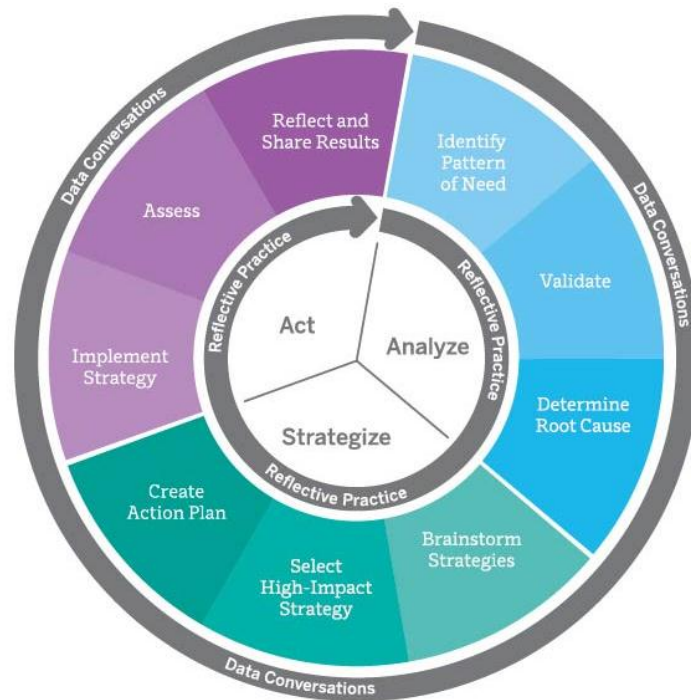 Data Conversations
Data Conversations
Data Conversations
Identify
Pattern
of Need
Validate
Determine
Root Cause
Brainstorm
Strategies
Select
High-Impact
Strategy
Create
Action Plan
Implement
Strategy
Assess
Reflect and
Share Results
Reflective Practice
Reflective Practice
Reflective Practice
Analyze
Strategize
Act